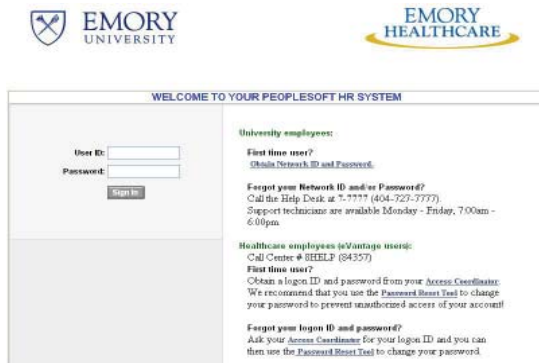 EMORY
UNIVERSITY
EMORY
HEALTHCARE
WELCOME TO YOUR PEOPLESOFT HR SYSTEM
User ID:
Password:
Sign In
University employees:
First time user?
Obtain Network ID and Password.
Forgot your Network ID and/or Password?
Call the Help Desk at 7-7777 (404-727-7777).
Support technicians are available Monday - Friday, 7:00am -
6:00pm
Healthcare employees (eVantage users):
Call Center # 8HELP (84357)
First time user?
Obtain a logon ID and password from your Access Coordinator.
We recommend that you use the Password Reset Tool to change
your password to prevent unauthorized access of your account!
Forgot your logon ID and password?
Ask your Access Coordinator for your logon ID and you can
then use the Password Reset Tool to change your password.